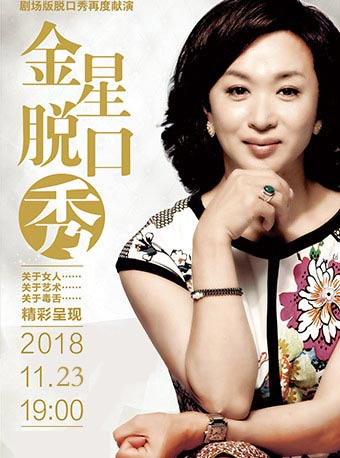 剧场版脱口秀再度献演
金星
脱口
秀
关于女人……
关于艺术……
关于毒舌……
精彩呈现
2018
11.23
19:00